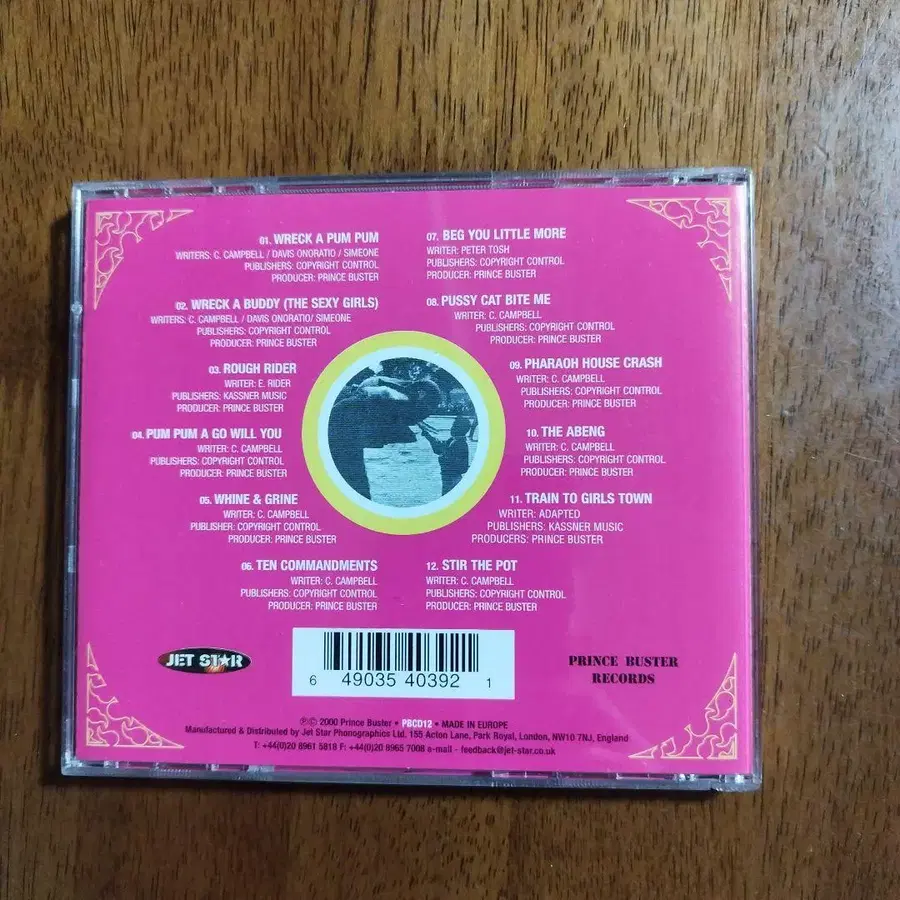 01. WRECK A PUM PUM
WRITERS: C. CAMPBELL / DAVIS ONORATIO / SIMEONE
PUBLISHERS: COPYRIGHT CONTROL
PRODUCER: PRINCE BUSTER
02. WRECK A BUDDY (THE SEXY GIRLS)
WRITERS: C. CAMPBELL / DAVIS ONORATIO/ SIMEONE
PUBLISHERS: COPYRIGHT CONTROL
PRODUCER: PRINCE BUSTER
03. ROUGH RIDER
WRITER: E. RIDER
PUBLISHERS: KASSNER MUSIC
PRODUCER: PRINCE BUSTER
04. PUM PUM A GO WILL YOU
WRITER: C. CAMPBELL
PUBLISHERS: COPYRIGHT CONTROL
PRODUCER: PRINCE BUSTER
05. WHINE & GRINE
WRITER: C. CAMPBELL
PUBLISHER: COPYRIGHT CONTROL
PRODUCER: PRINCE BUSTER
06. TEN COMMANDMENTS
WRITER: C. CAMPBELL
PUBLISHERS: COPYRIGHT CONTROL
PRODUCER: PRINCE BUSTER
07. BEG YOU LITTLE MORE
WRITER: PETER TOSH
PUBLISHERS: COPYRIGHT CONTROL
PRODUCER: PRINCE BUSTER
08. PUSSY CAT BITE ME
WRITER: C. CAMPBELL
PUBLISHERS: COPYRIGHT CONTROL
PRODUCER: PRINCE BUSTER
09. PHARAOH HOUSE CRASH
WRITER: C. CAMPBELL
PUBLISHERS: COPYRIGHT CONTROL
PRODUCER: PRINCE BUSTER
10. THE ABENG
WRITER: C. CAMPBELL
PUBLISHERS: COPYRIGHT CONTROL
PRODUCER: PRINCE BUSTER
11. TRAIN TO GIRLS TOWN
WRITER: ADAPTED
PUBLISHERS: KASSNER MUSIC
PRODUCERS: PRINCE BUSTER
12. STIR THE POT
WRITER: C. CAMPBELL
PUBLISHERS: COPYRIGHT CONTROL
PRODUCER: PRINCE BUSTER
JET STAR
6 49035 40392 1
PRINCE BUSTER
RECORDS
℗© 2000 Prince Buster • PBCD12 • MADE IN EUROPE
Manufactured & Distributed by Jet Star Phonographics Ltd. 155 Acton Lane, Park Royal, London, NW10 7NJ, England
T: +44(0)20 8961 5818 F: +44(0)20 8965 7008 e-mail - feedback@jet-star.co.uk